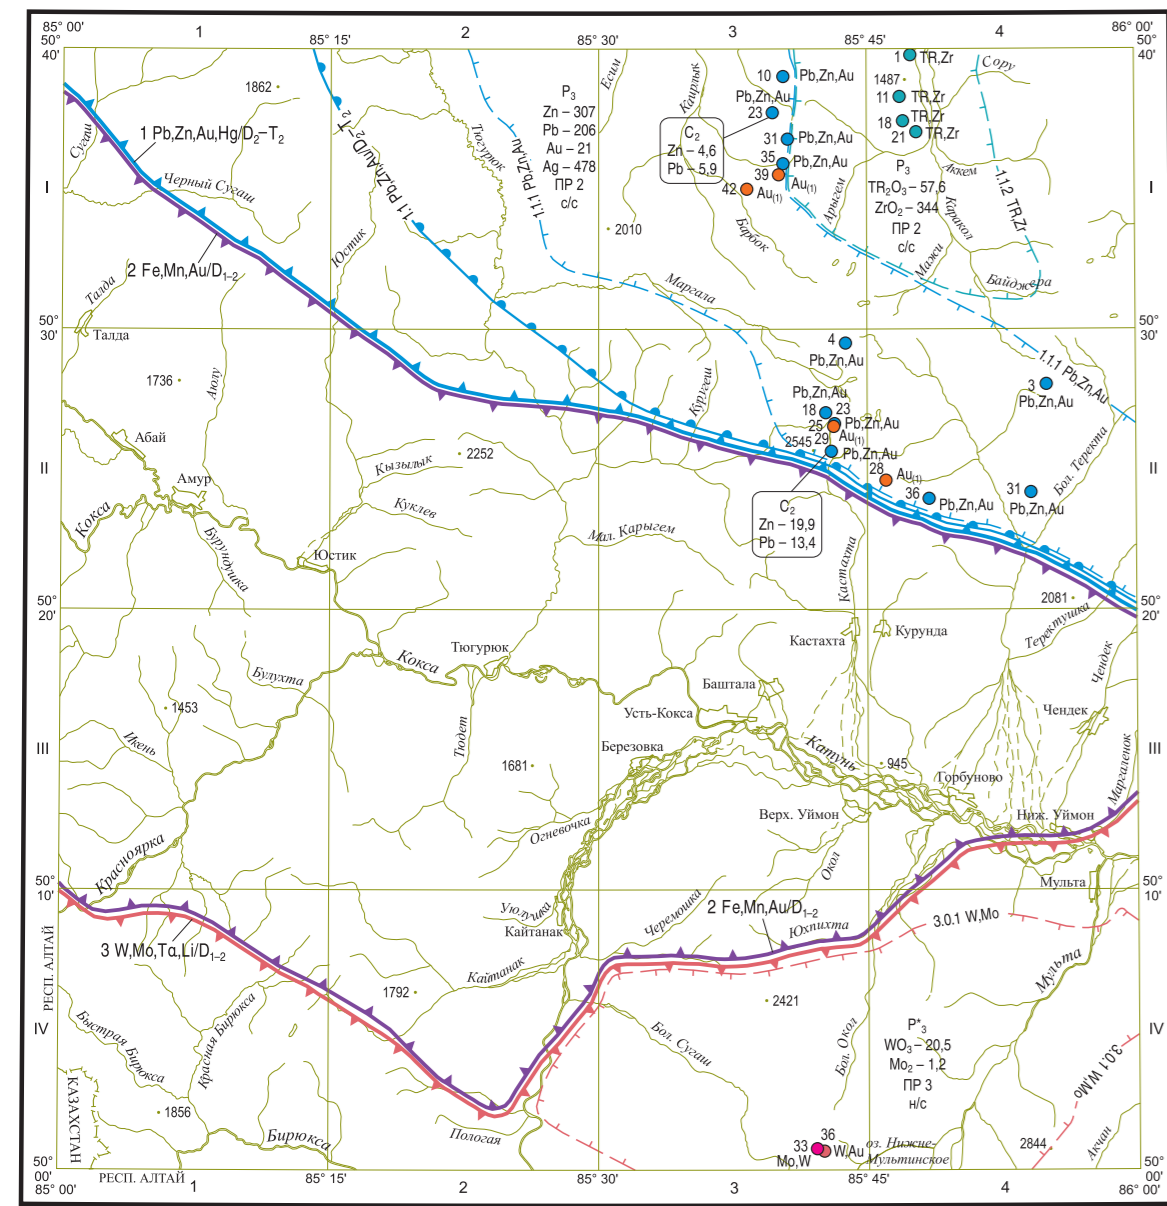 85° 00'
1
85° 15'
2
85° 30'
3
85° 45'
4
86° 00'
50°
40'
50°
40'
1862
Сугаш
1 Pb,Zn,Au,Hg/D2–T2
1.1 Pb,Zn,Au/D2–T2
Тюгурюк
1.1.1 Pb,Zn,Au
Есим
P3
Zn – 307
Pb – 206
Au – 21
Ag – 478
ПР 2
с/с
Каирлык
10
Pb,Zn,Au
Pb,Zn,Au
23
C2
Zn – 4,6
Pb – 5,9
31
Pb,Zn,Au
35
Pb,Zn,Au
39
Au(1)
42
Au(1)
1
TR,Zr
1487
11
TR,Zr
18
TR,Zr
21
TR,Zr
Сору
P3
TR2O3 – 57,6
ZrO2 – 344
ПР 2
с/с
Аккем
1.1.2 TR,Zr
I
I
Черный Сугаш
2 Fe,Mn,Au/D1–2
Юстик
2010
Барбок
Арыгем
Каракол
Мажи
Байджера
Маргала
Талда
Талда
50°
30'
50°
30'
4
Pb,Zn,Au
1.1.1 Pb,Zn,Au
3
Pb,Zn,Au
1736
Аюлу
Куругеш
Pb,Zn,Au
18
23
25
Pb,Zn,Au
Au(1)
2545
29
Pb,Zn,Au
28
Au(1)
36
Pb,Zn,Au
31
Pb,Zn,Au
Бол. Теректа
Абай
II
II
Амур
Кокса
Кызылык
2252
Куклев
Бурундушка
Юстик
Мал. Карыгем
C2
Zn – 19,9
Pb – 13,4
Кастахта
50°
20'
50°
20'
2081
Теректушка
Кастахта
Курунда
Чендек
Тюгурюк
Кокса
Булухта
Баштала
Усть-Кокса
Чендек
1453
Икень
Тюдет
Березовка
Катунь
III
III
1681
945
Горбуново
Маргаленок
Верх. Уймон
Ниж. Уймон
Огневочка
Окол
Красноярка
50°
10'
50°
10'
Мульта
Черемошка
2 Fe,Mn,Au/D1–2
Юхпихта
3.0.1 W,Mo
Уюлучика
Кайтанак
3 W,Mo,Ta,Li/D1–2
Кайтанак
РЕСП. АЛТАЙ
1792
2421
Мульта
IV
IV
Быстрая Бирюкса
Красная Бирюкса
Бол. Сугаш
Бол. Окол
P*3
WO3 – 20,5
Mo2 – 1,2
ПР 3
н/с
3.0.1 W,Mo
КАЗАХСТАН
1856
Бирюкса
Пологая
33
Mo,W
36
W,Au
оз. Нижне-
Мультинское
2844
Акчан
РЕСП. АЛТАЙ
50°
00'
50°
00'
85° 00'
1
85° 15'
2
85° 30'
3
85° 45'
4
86° 00'